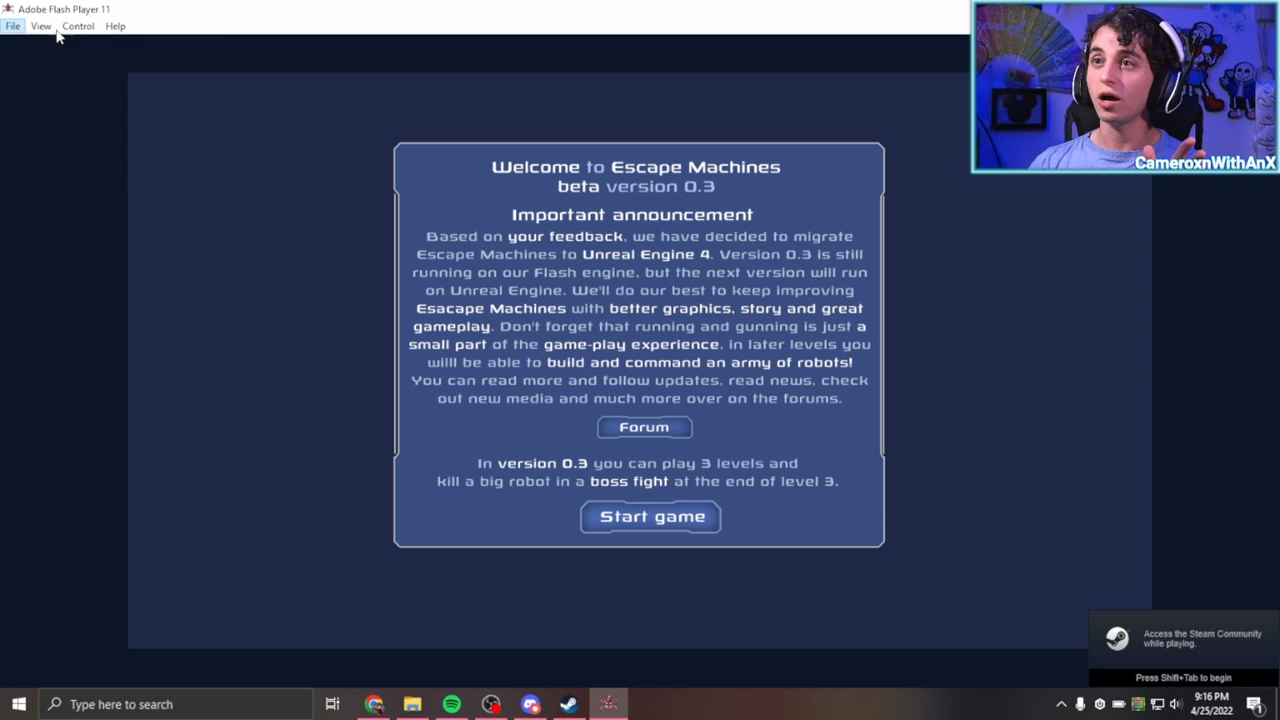 Adobe Flash Player 11
File View Control Help
CameroxnWithAnX
Welcome to Escape Machines
beta version 0.3
Important announcement
Based on your feedback, we have decided to migrate
Escape Machines to Unreal Engine 4. Version 0.3 is still
running on our Flash engine, but the next version will run
on Unreal Engine. We'll do our best to keep improving
Esacape Machines with better graphics, story and great
gameplay. Don't forget that running and gunning is just a
small part of the game-play experience, in later levels you
willl be able to build and command an army of robots!
You can read more and follow updates, read news, check
out new media and much more over on the forums.
Forum
In version 0.3 you can play 3 levels and
kill a big robot in a boss fight at the end of level 3.
Start game
Access the Steam Community
while playing.
Press Shift+Tab to begin
Type here to search
9:16 PM
4/25/2022
1